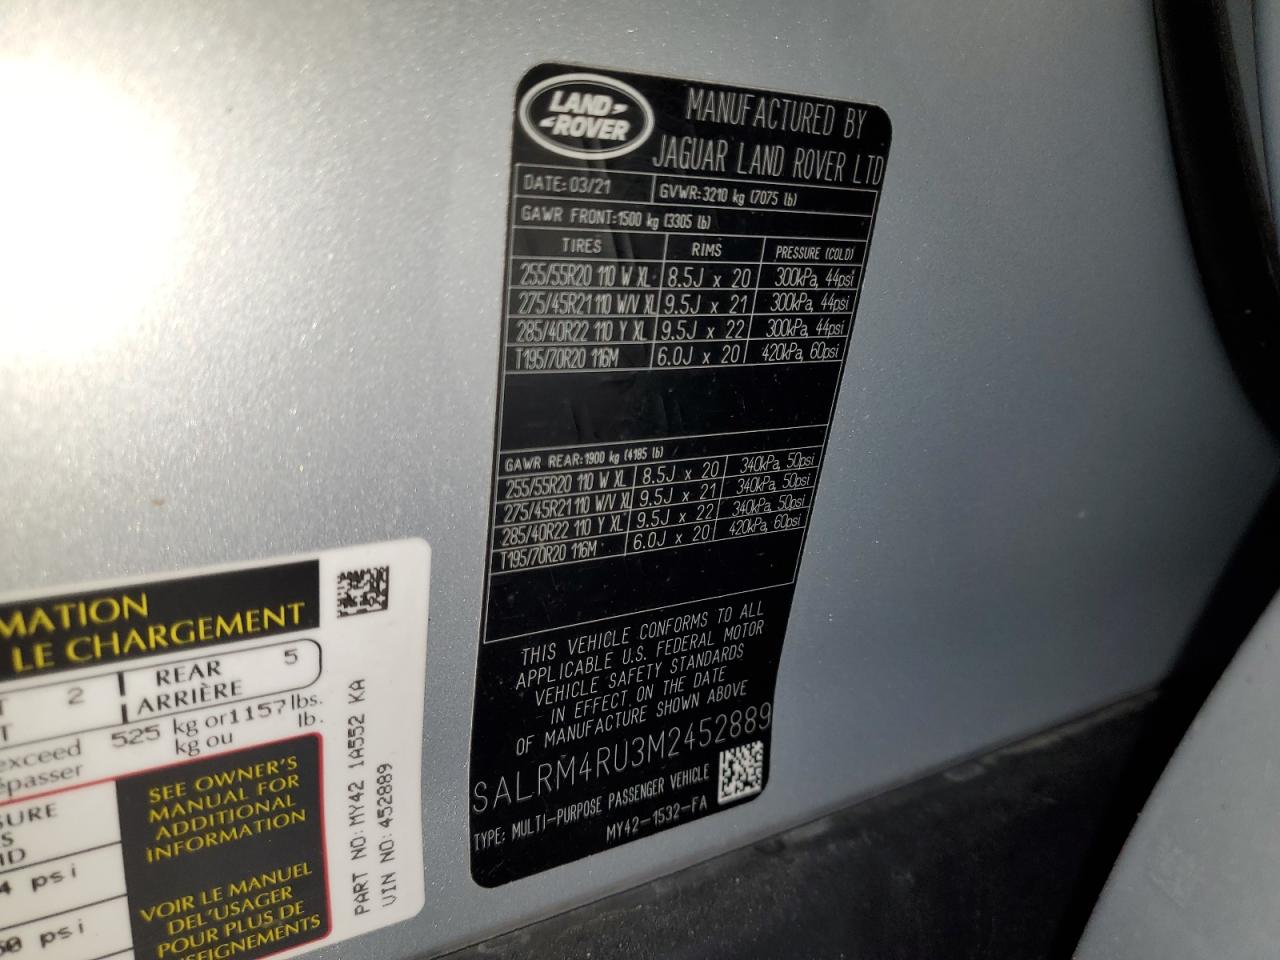 LAND ROVER
MANUFACTURED BY
JAGUAR LAND ROVER LTD
DATE: 03/21 GVWR: 3210 kg (7075 lb)
GAWR FRONT: 1500 kg (3305 lb)
TIRES RIMS PRESSURE (COLD)
255/55R20 110 W XL 8.5J x 20 300kPa, 44psi
275/45R21 110 W/V XL 9.5J x 21 300kPa, 44psi
285/40R22 110 Y XL 9.5J x 22 300kPa, 44psi
T195/70R20 116M 6.0J x 20 420kPa, 60psi
GAWR REAR: 1900 kg (4185 lb)
255/55R20 110 W XL 8.5J x 20 340kPa, 50psi
275/45R21 110 W/V XL 9.5J x 21 340kPa, 50psi
285/40R22 110 Y XL 9.5J x 22 340kPa, 50psi
T195/70R20 116M 6.0J x 20 420kPa, 60psi
THIS VEHICLE CONFORMS TO ALL
APPLICABLE U.S. FEDERAL MOTOR
VEHICLE SAFETY STANDARDS
IN EFFECT ON THE DATE
OF MANUFACTURE SHOWN ABOVE
SALRM4RU3M2452889
TYPE: MULTI-PURPOSE PASSENGER VEHICLE
MY42-1532-FA
MATION
LE CHARGEMENT
T 2 REAR 5
T ARRIÈRE
exceed 525 kg or 1157 lbs.
épasser kg ou lb.
SURE
S
ID
4 psi
50 psi
SEE OWNER'S
MANUAL FOR
ADDITIONAL
INFORMATION
VOIR LE MANUEL
DE L'USAGER
POUR PLUS DE
SEIGNEMENTS
PART NO: MY42 1A552 KA
VIN NO: 452889